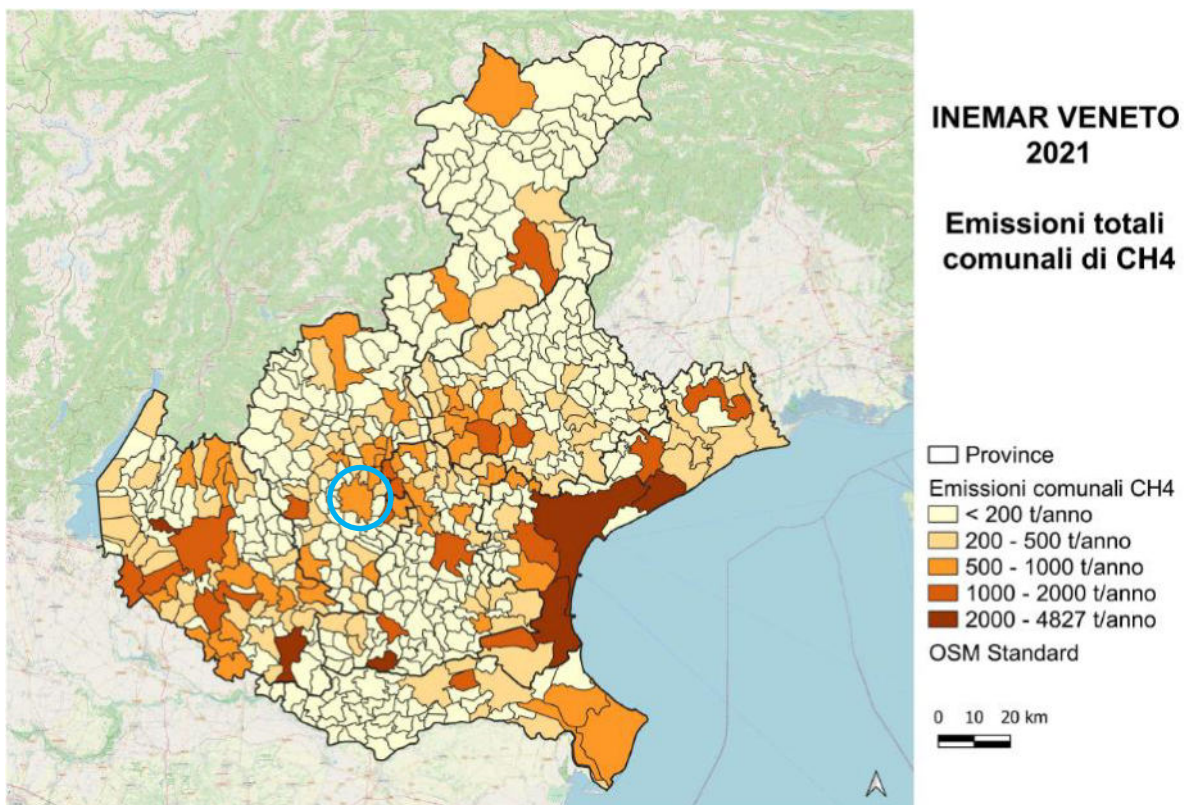 INEMAR VENETO
2021
Emissioni totali
comunali di CH4
Province
Emissioni comunali CH4
< 200 t/anno
200 - 500 t/anno
500 - 1000 t/anno
1000 - 2000 t/anno
2000 - 4827 t/anno
OSM Standard
0 10 20 km